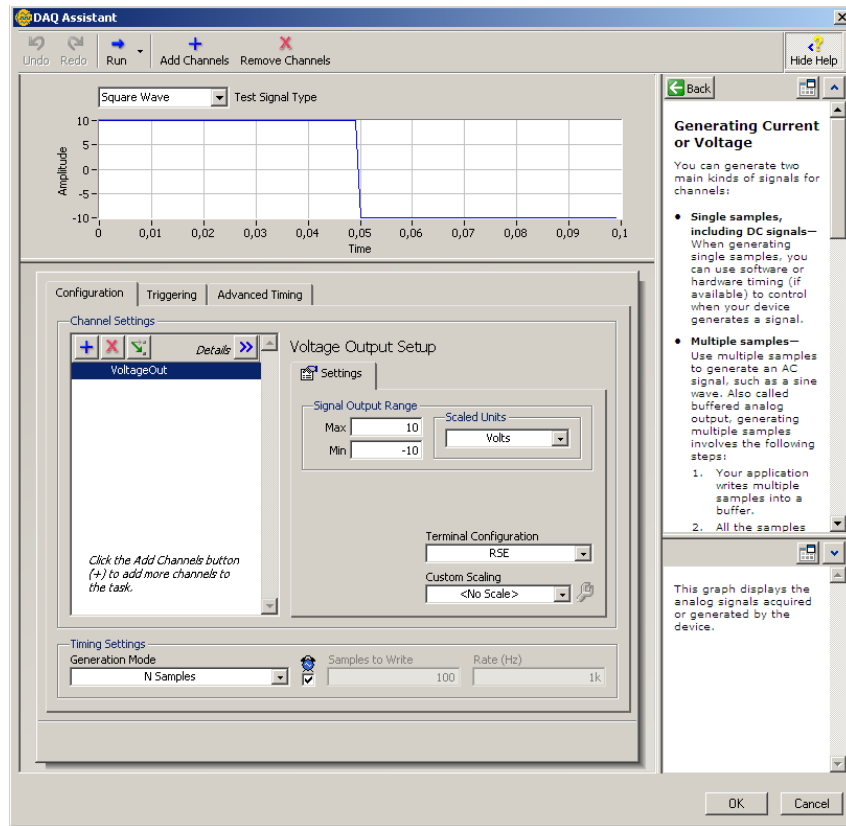 DAQ Assistant
Undo Redo Run Add Channels Remove Channels Hide Help
Square Wave Test Signal Type
10
5
0
-5
-10
Amplitude
0 0,01 0,02 0,03 0,04 0,05 0,06 0,07 0,08 0,09 0,1
Time
Configuration Triggering Advanced Timing
Channel Settings
Details
VoltageOut
Click the Add Channels button
(+) to add more channels to
the task.
Voltage Output Setup
Settings
Signal Output Range
Max 10
Min -10
Scaled Units
Volts
Terminal Configuration
RSE
Custom Scaling
<No Scale>
Timing Settings
Generation Mode
N Samples
Samples to Write
100
Rate (Hz)
1k
Back
Generating Current
or Voltage
You can generate two
main kinds of signals for
channels:
• Single samples,
including DC signals—
When generating
single samples, you
can use software or
hardware timing (if
available) to control
when your device
generates a signal.
• Multiple samples—
Use multiple samples
to generate an AC
signal, such as a sine
wave. Also called
buffered analog
output, generating
multiple samples
involves the following
steps:
1. Your application
writes multiple
samples into a
buffer.
2. All the samples
This graph displays the
analog signals acquired
or generated by the
device.
OK Cancel